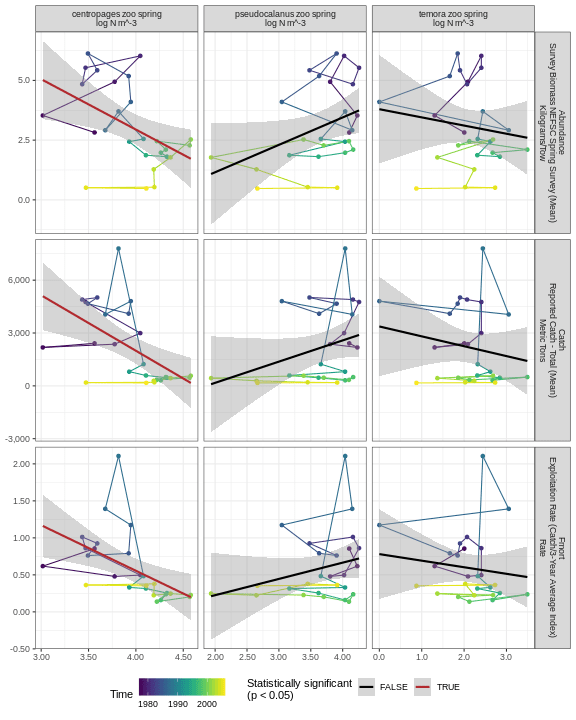 centropages zoo spring
log N m^-3
pseudocalanus zoo spring
log N m^-3
temora zoo spring
log N m^-3
5.0
2.5
0.0
Abundance
Survey Biomass NEFSC Spring Survey (Mean)
Kilograms/Tow
6,000
3,000
0
-3,000
Catch
Reported Catch - Total (Mean)
Metric Tons
2.00
1.50
1.00
0.50
0.00
-0.50
Fmort
Exploitation Rate (Catch/3-Year Average Index)
Rate
3.00 3.50 4.00 4.50
2.00 2.50 3.00 3.50 4.00
0.0 1.0 2.0 3.0
Time
1980 1990 2000
Statistically significant
(p < 0.05)
FALSE
TRUE